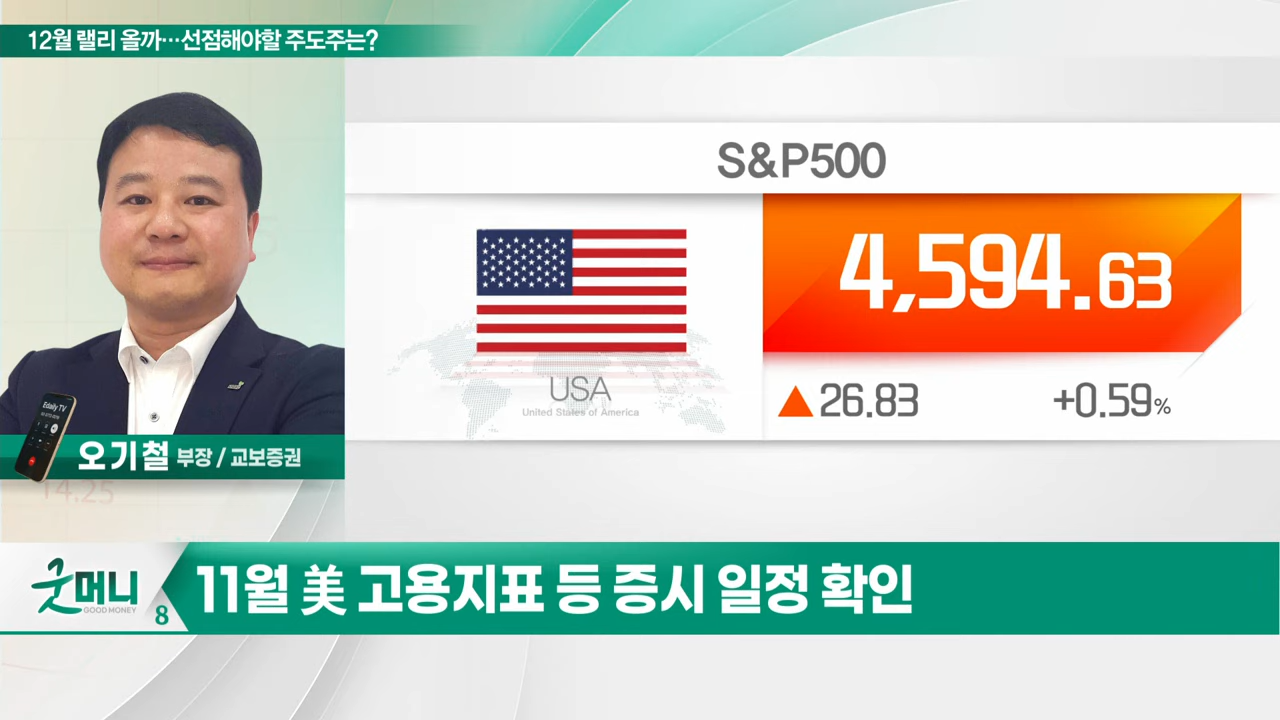 12월 랠리 올까…선점해야할 주도주는?
S&P500
4,594.63
USA
United States of America
▲26.83 +0.59%
Edaily TV
오기철 부장 / 교보증권
14.25
굿머니
GOOD MONEY
8
11월 美 고용지표 등 증시 일정 확인